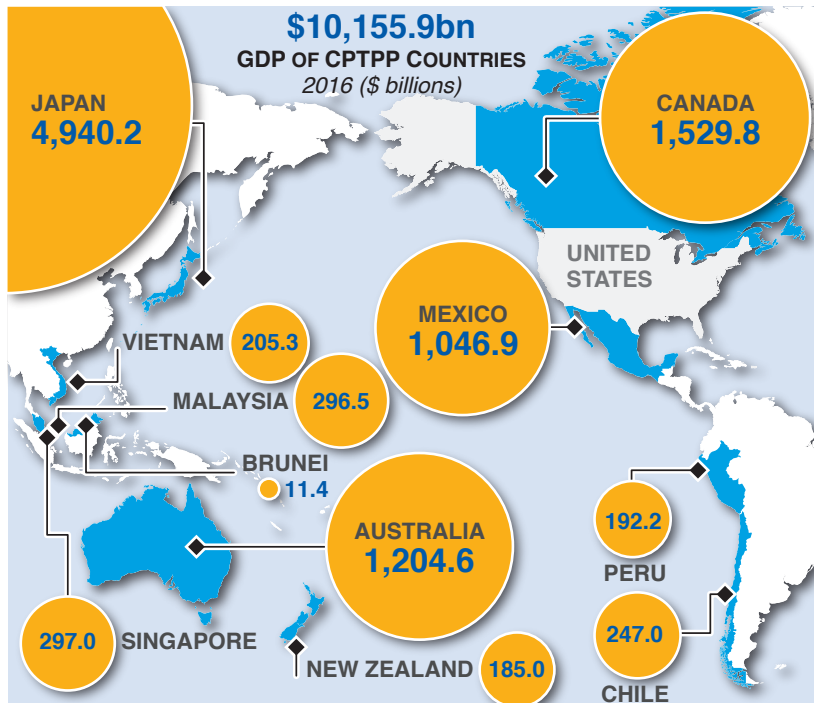 $10,155.9bn
GDP OF CPTPP COUNTRIES
2016 ($ billions)
JAPAN
4,940.2
CANADA
1,529.8
UNITED
STATES
MEXICO
1,046.9
VIETNAM
205.3
MALAYSIA
296.5
BRUNEI
11.4
AUSTRALIA
1,204.6
192.2
PERU
297.0
SINGAPORE
NEW ZEALAND
185.0
247.0
CHILE